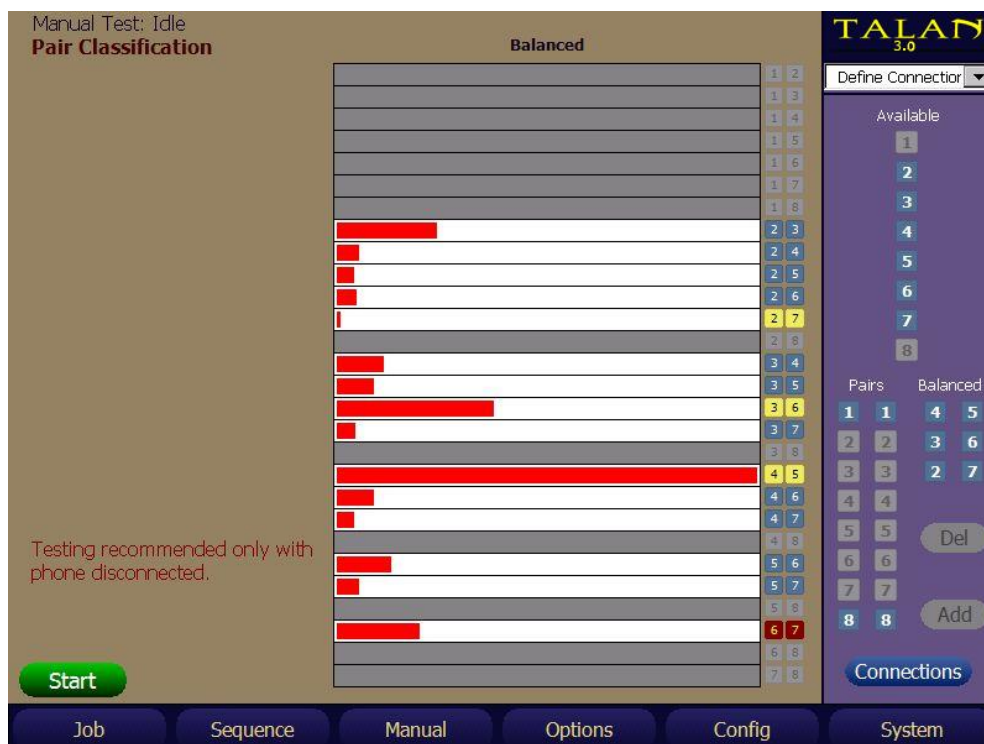 Manual Test: Idle
Pair Classification
Balanced
TALAN
3.0
Define Connection
Available
1
2
3
4
5
6
7
8
1 2
1 3
1 4
1 5
1 6
1 7
1 8
2 3
2 4
2 5
2 6
2 7
2 8
3 4
3 5
3 6
3 7
3 8
4 5
4 6
4 7
4 8
5 6
5 7
5 8
6 7
6 8
7 8
Pairs Balanced
1 1 4 5
2 2 3 6
3 3 2 7
4 4
5 5
6 6
7 7
8 8
Del
Add
Testing recommended only with
phone disconnected.
Start
Connections
Job Sequence Manual Options Config System